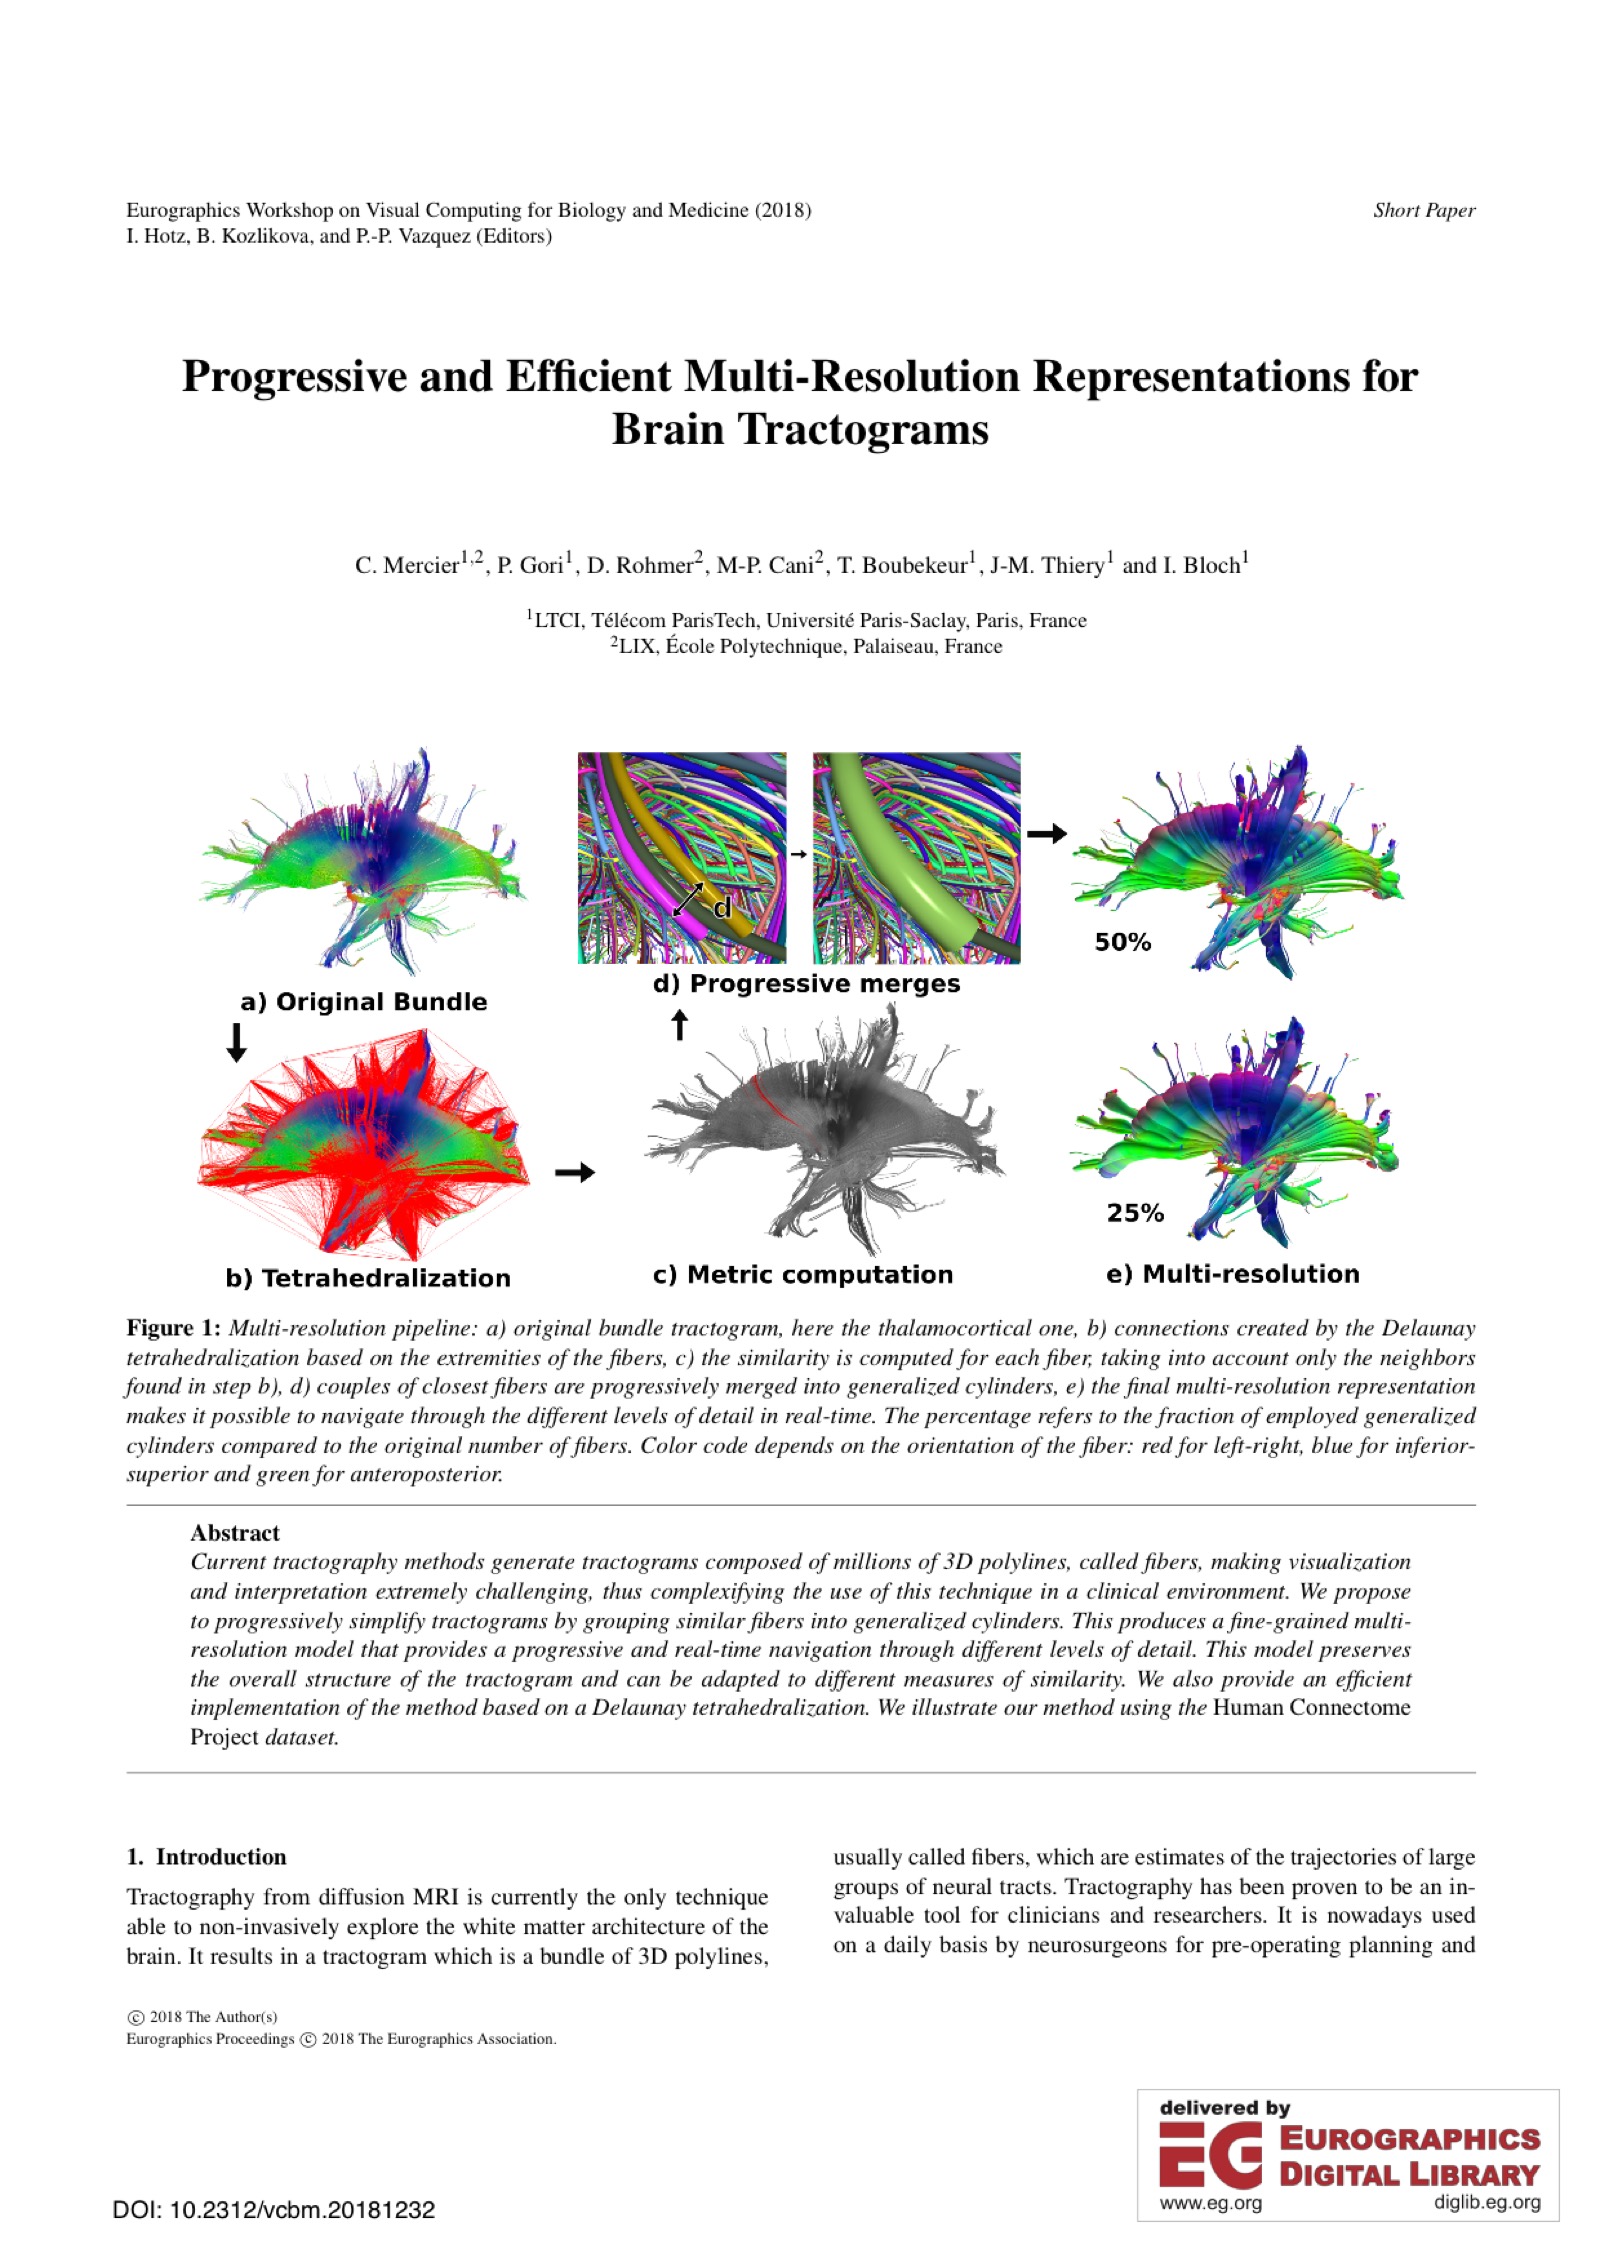 Eurographics Workshop on Visual Computing for Biology and Medicine (2018)
I. Hotz, B. Kozlikova, and P.-P. Vazquez (Editors)
Short Paper
Progressive and Efficient Multi-Resolution Representations for
Brain Tractograms
C. Mercier1,2, P. Gori1, D. Rohmer2, M-P. Cani2, T. Boubekeur1, J-M. Thiery1 and I. Bloch1
1LTCI, Télécom ParisTech, Université Paris-Saclay, Paris, France
2LIX, École Polytechnique, Palaiseau, France
a) Original Bundle
d
d) Progressive merges
50%
b) Tetrahedralization
c) Metric computation
25%
e) Multi-resolution
Figure 1: Multi-resolution pipeline: a) original bundle tractogram, here the thalamocortical one, b) connections created by the Delaunay
tetrahedralization based on the extremities of the fibers, c) the similarity is computed for each fiber, taking into account only the neighbors
found in step b), d) couples of closest fibers are progressively merged into generalized cylinders, e) the final multi-resolution representation
makes it possible to navigate through the different levels of detail in real-time. The percentage refers to the fraction of employed generalized
cylinders compared to the original number of fibers. Color code depends on the orientation of the fiber: red for left-right, blue for inferior-
superior and green for anteroposterior.
Abstract
Current tractography methods generate tractograms composed of millions of 3D polylines, called fibers, making visualization
and interpretation extremely challenging, thus complexifying the use of this technique in a clinical environment. We propose
to progressively simplify tractograms by grouping similar fibers into generalized cylinders. This produces a fine-grained multi-
resolution model that provides a progressive and real-time navigation through different levels of detail. This model preserves
the overall structure of the tractogram and can be adapted to different measures of similarity. We also provide an efficient
implementation of the method based on a Delaunay tetrahedralization. We illustrate our method using the Human Connectome
Project dataset.
1. Introduction
Tractography from diffusion MRI is currently the only technique
able to non-invasively explore the white matter architecture of the
brain. It results in a tractogram which is a bundle of 3D polylines,
usually called fibers, which are estimates of the trajectories of large
groups of neural tracts. Tractography has been proven to be an in-
valuable tool for clinicians and researchers. It is nowadays used
on a daily basis by neurosurgeons for pre-operating planning and
© 2018 The Author(s)
Eurographics Proceedings © 2018 The Eurographics Association.
DOI: 10.2312/vcbm.20181232
delivered by
EG EUROGRAPHICS
DIGITAL LIBRARY
www.eg.org
diglib.eg.org